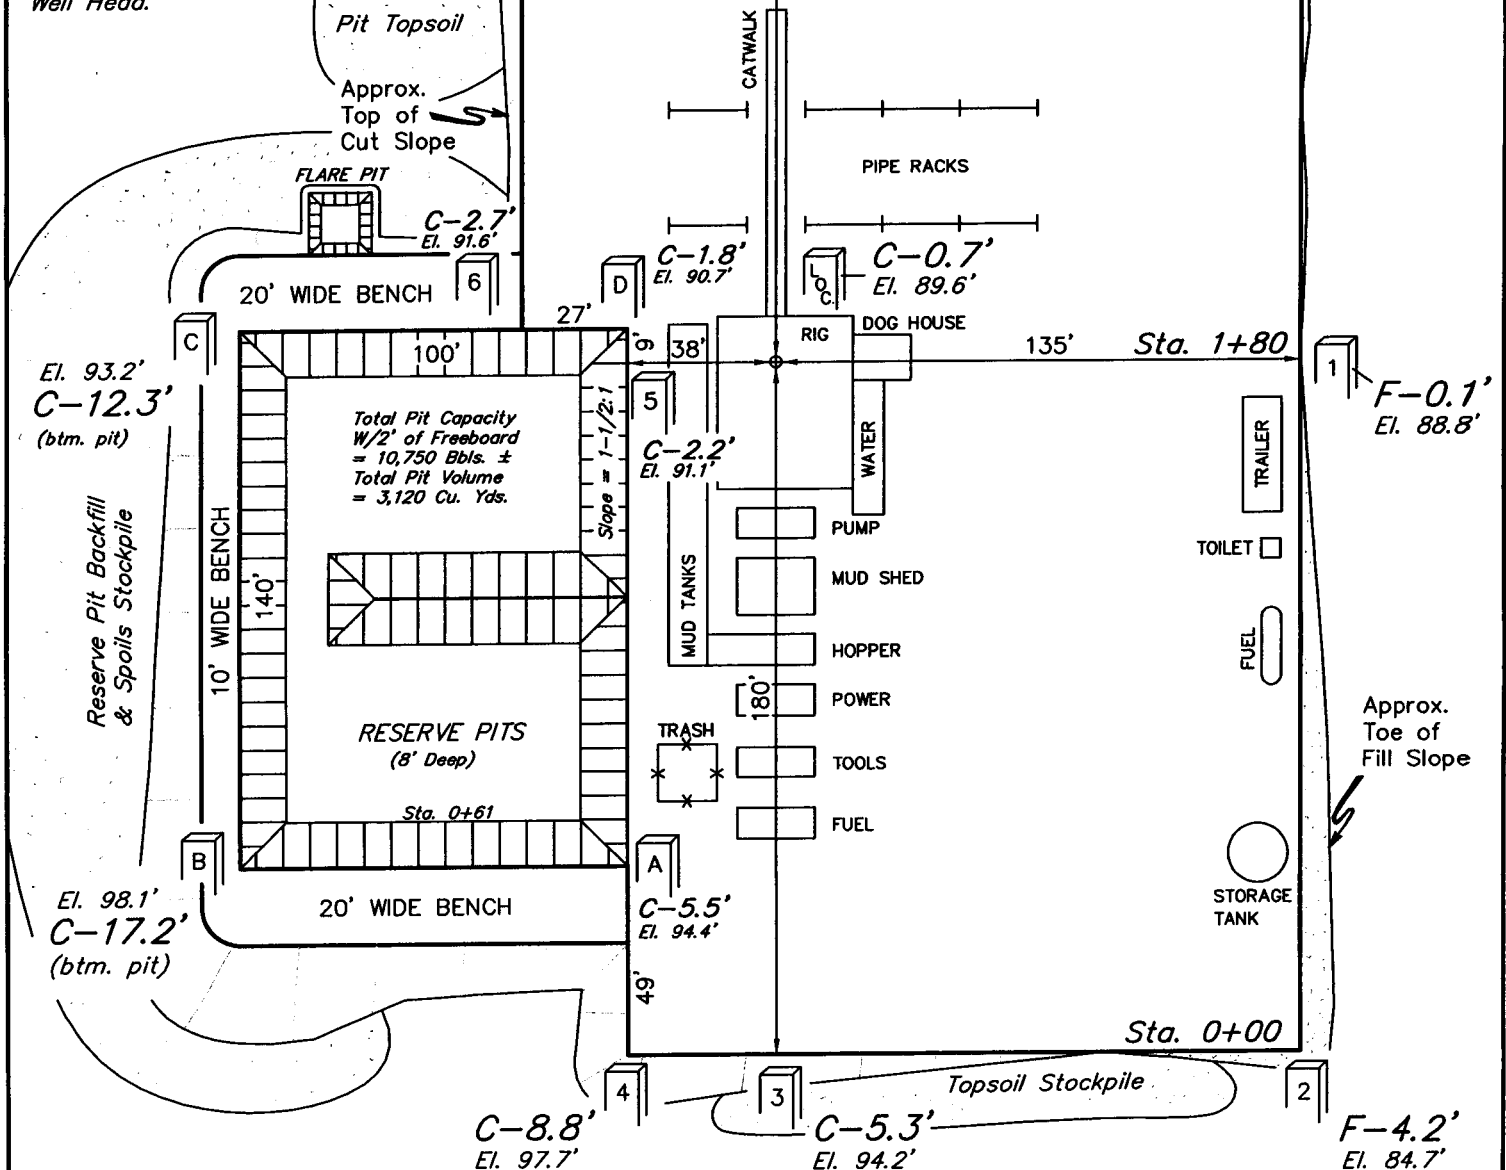 Well Head.
Pit Topsoil
CATWALK
Approx.
Top of
Cut Slope
PIPE RACKS
FLARE PIT
C-2.7'
El. 91.6'
6
20' WIDE BENCH
D
C-1.8'
El. 90.7'
LOC.
C-0.7'
El. 89.6'
27'
9'
38'
RIG
DOG HOUSE
135'
Sta. 1+80
1
F-0.1'
El. 88.8'
C
El. 93.2'
C-12.3'
(btm. pit)
100'
5
C-2.2'
El. 91.1'
Total Pit Capacity
W/2' of Freeboard
= 10,750 Bbls. ±
Total Pit Volume
= 3,120 Cu. Yds.
Slope = 1-1/2:1
WATER
TRAILER
Reserve Pit Backfill
& Spoils Stockpile
10' WIDE BENCH
140'
MUD TANKS
PUMP
MUD SHED
HOPPER
TOILET
FUEL
180'
POWER
RESERVE PITS
(8' Deep)
TRASH
TOOLS
Approx.
Toe of
Fill Slope
Sta. 0+61
FUEL
B
El. 98.1'
C-17.2'
(btm. pit)
20' WIDE BENCH
A
C-5.5'
El. 94.4'
STORAGE
TANK
49'
Sta. 0+00
Topsoil Stockpile
4
C-8.8'
El. 97.7'
3
C-5.3'
El. 94.2'
2
F-4.2'
El. 84.7'